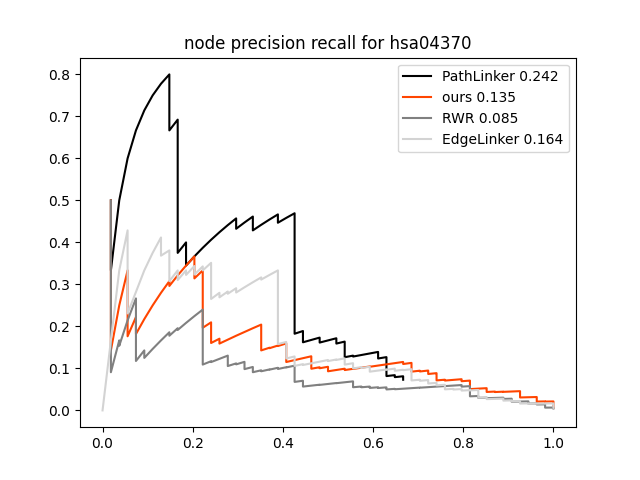 node precision recall for hsa04370
PathLinker 0.242
ours 0.135
RWR 0.085
EdgeLinker 0.164
0.8
0.7
0.6
0.5
0.4
0.3
0.2
0.1
0.0
0.0 0.2 0.4 0.6 0.8 1.0